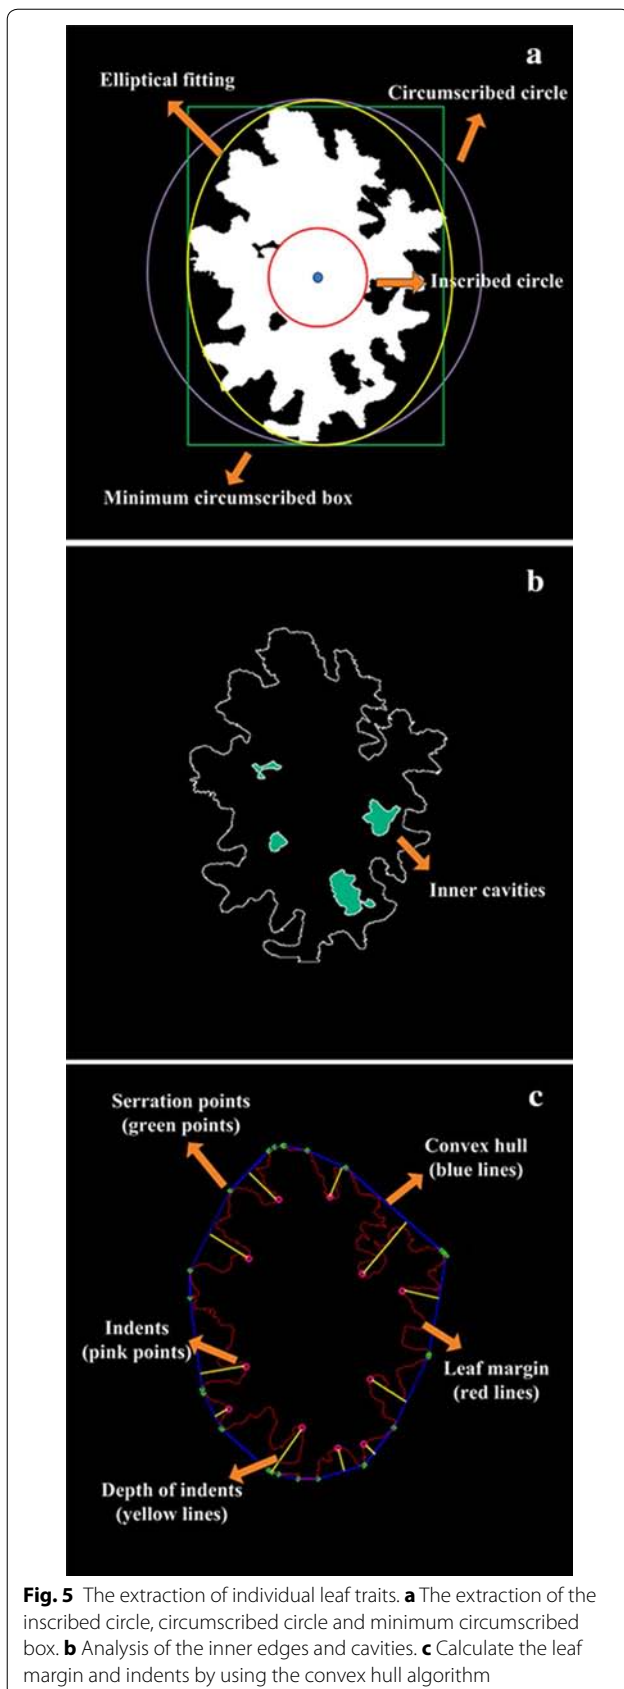 a
Elliptical fitting
Circumscribed circle
Inscribed circle
Minimum circumscribed box
b
Inner cavities
c
Serration points
(green points)
Convex hull
(blue lines)
Indents
(pink points)
Leaf margin
(red lines)
Depth of indents
(yellow lines)
Fig. 5 The extraction of individual leaf traits. a The extraction of the
inscribed circle, circumscribed circle and minimum circumscribed
box. b Analysis of the inner edges and cavities. c Calculate the leaf
margin and indents by using the convex hull algorithm